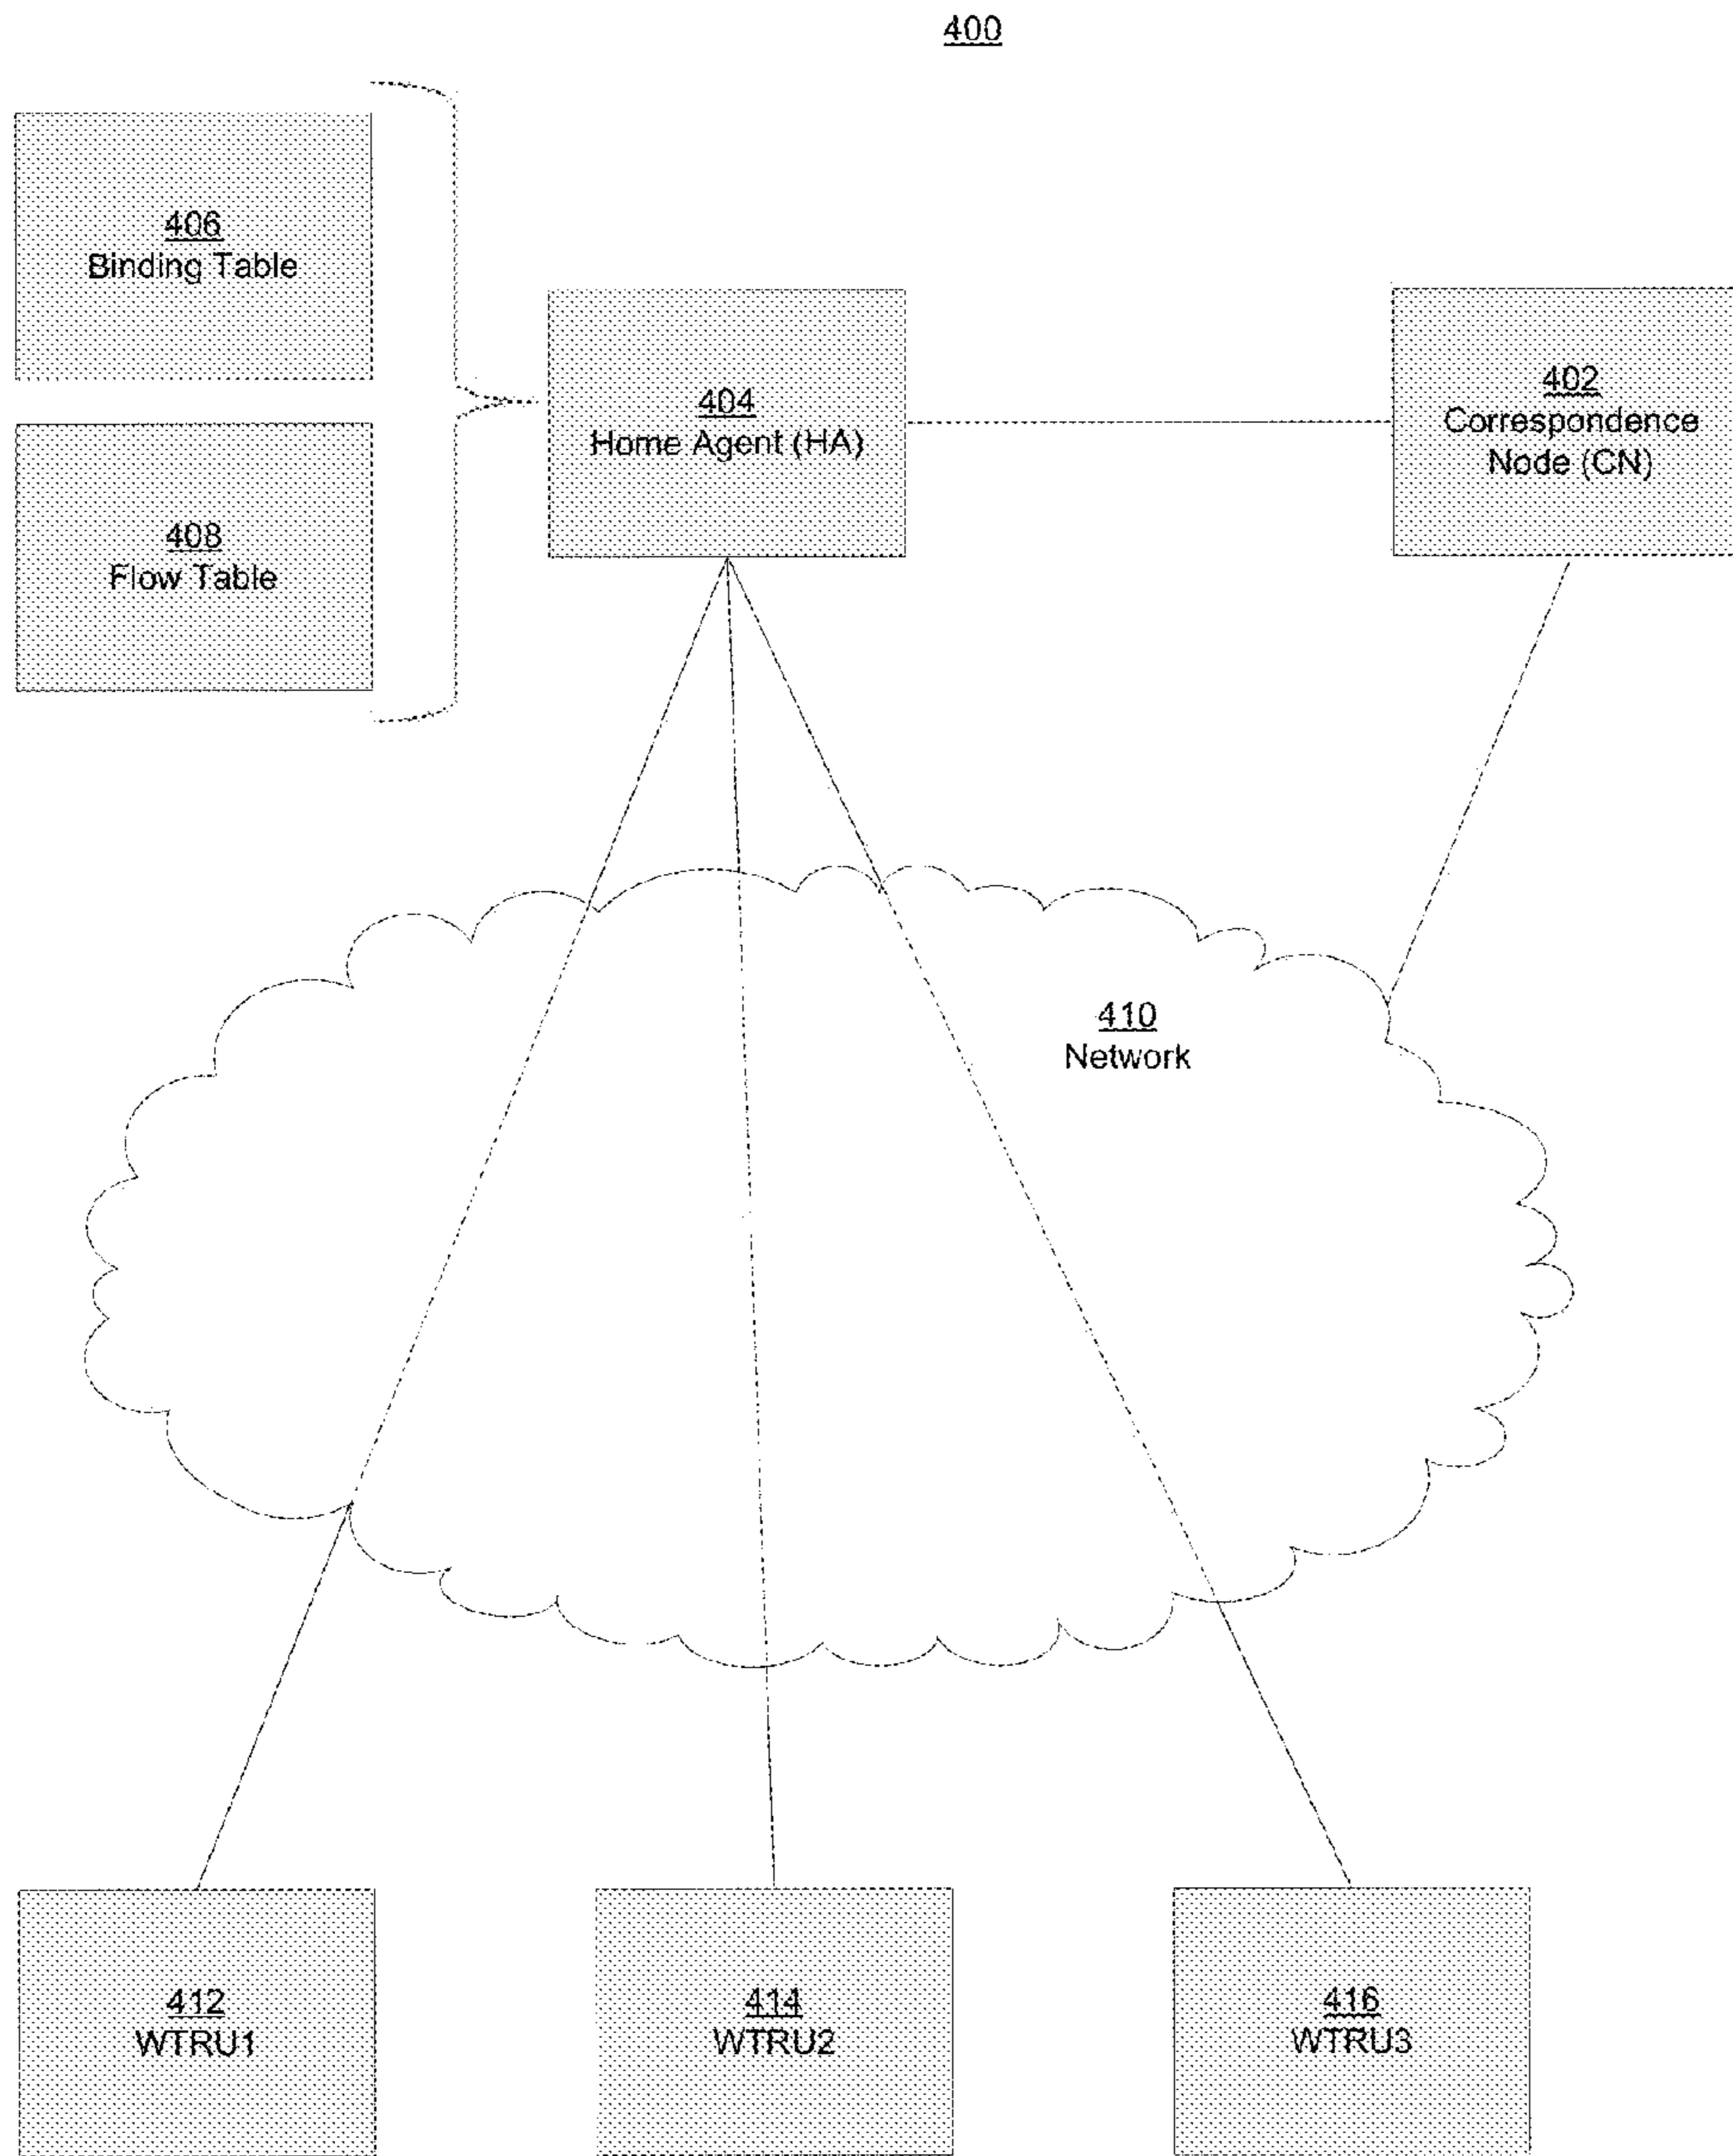 400
406
Binding Table
404
Home Agent (HA)
402
Correspondence
Node (CN)
408
Flow Table
410
Network
412
WTRU1
414
WTRU2
416
WTRU3